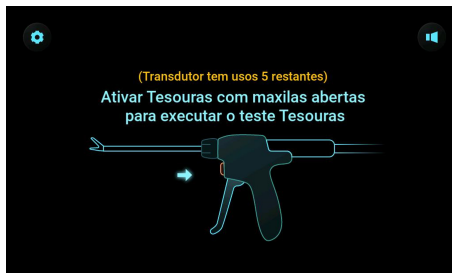 (Transdutor tem usos 5 restantes)
Ativar Tesouras com maxilas abertas
para executar o teste Tesouras